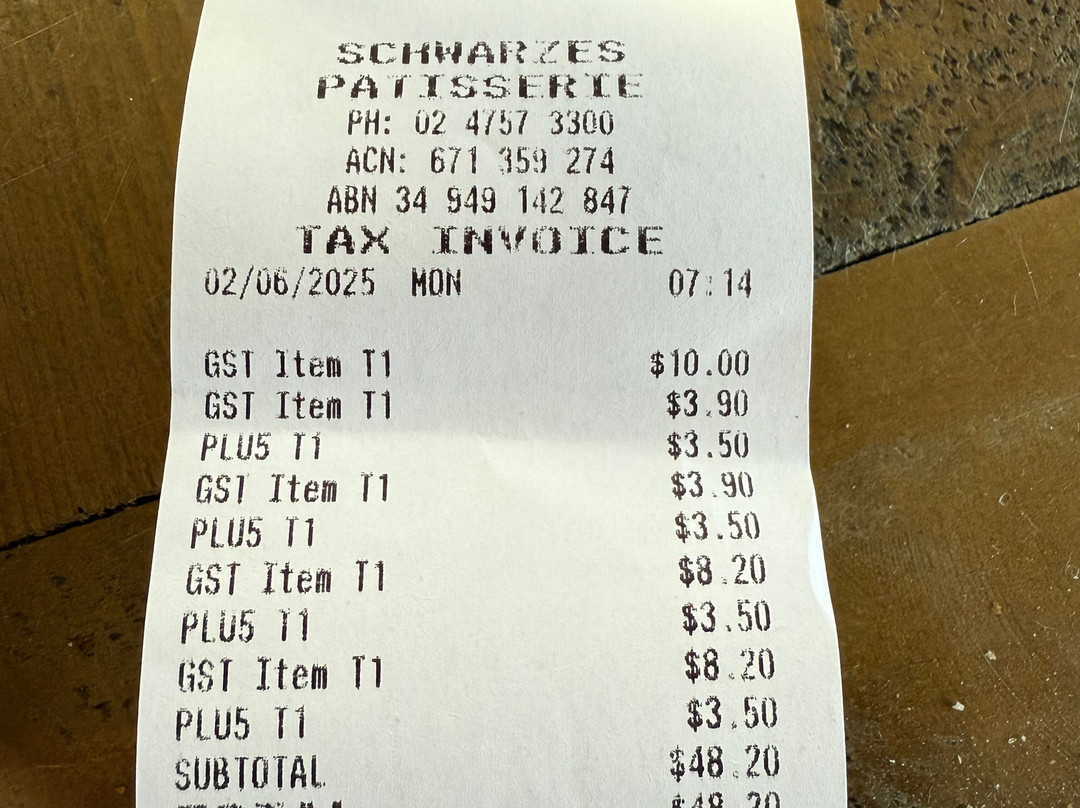 SCHWARZES
PATISSERIE
PH: 02 4757 3300
ACN: 671 359 274
ABN 34 949 142 847
TAX INVOICE
02/06/2025 MON 07:14
GST Item T1 $10.00
GST Item T1 $3.90
PLU5 T1 $3.50
GST Item T1 $3.90
PLU5 T1 $3.50
GST Item T1 $8.20
PLU5 T1 $3.50
GST Item T1 $8.20
PLU5 T1 $3.50
SUBTOTAL $48.20
$48.20